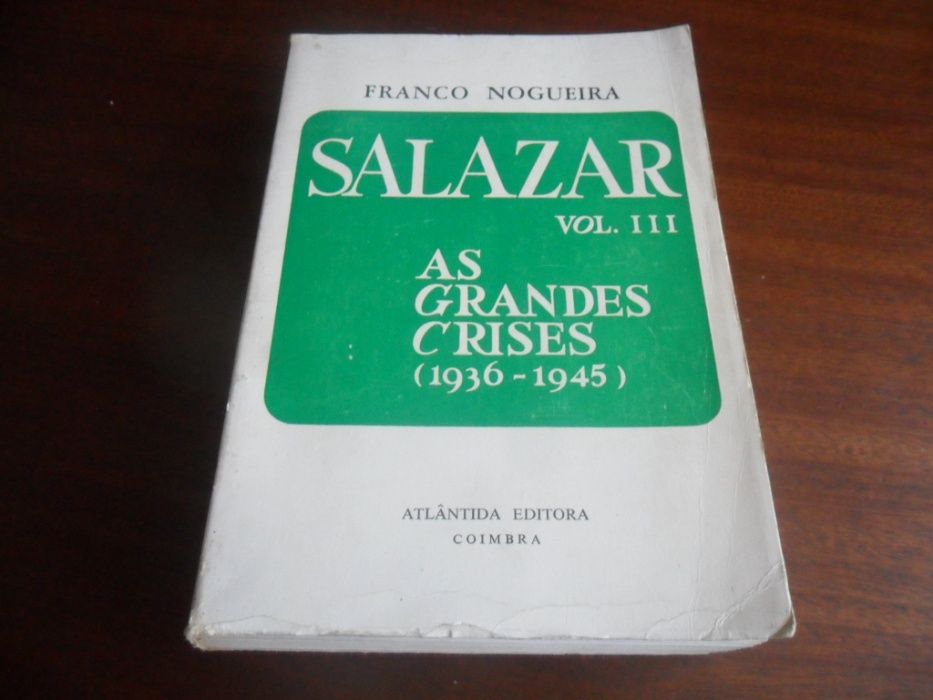 FRANCO NOGUEIRA
SALAZAR
VOL. III
AS
GRANDES
CRISES
(1936-1945)
ATLÂNTIDA EDITORA
COIMBRA